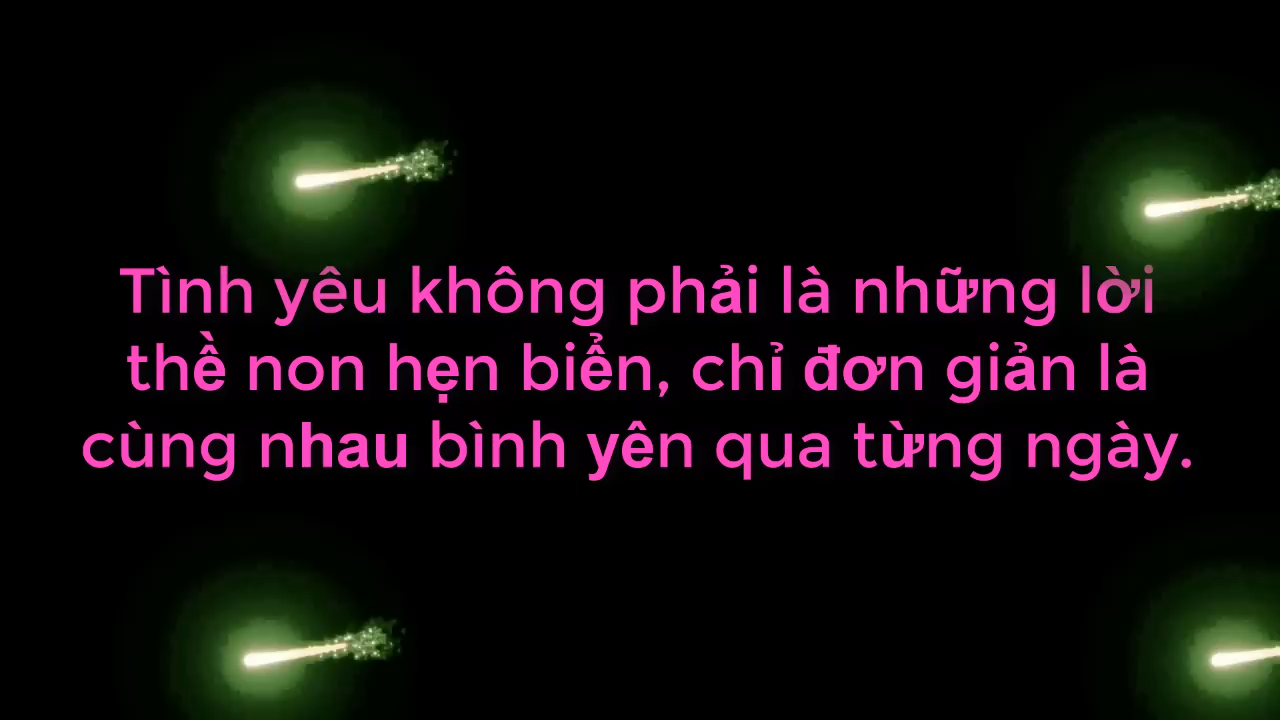 Tình yêu không phải là những lời
thề non hẹn biển, chỉ đơn giản là
cùng nhau bình yên qua từng ngày.